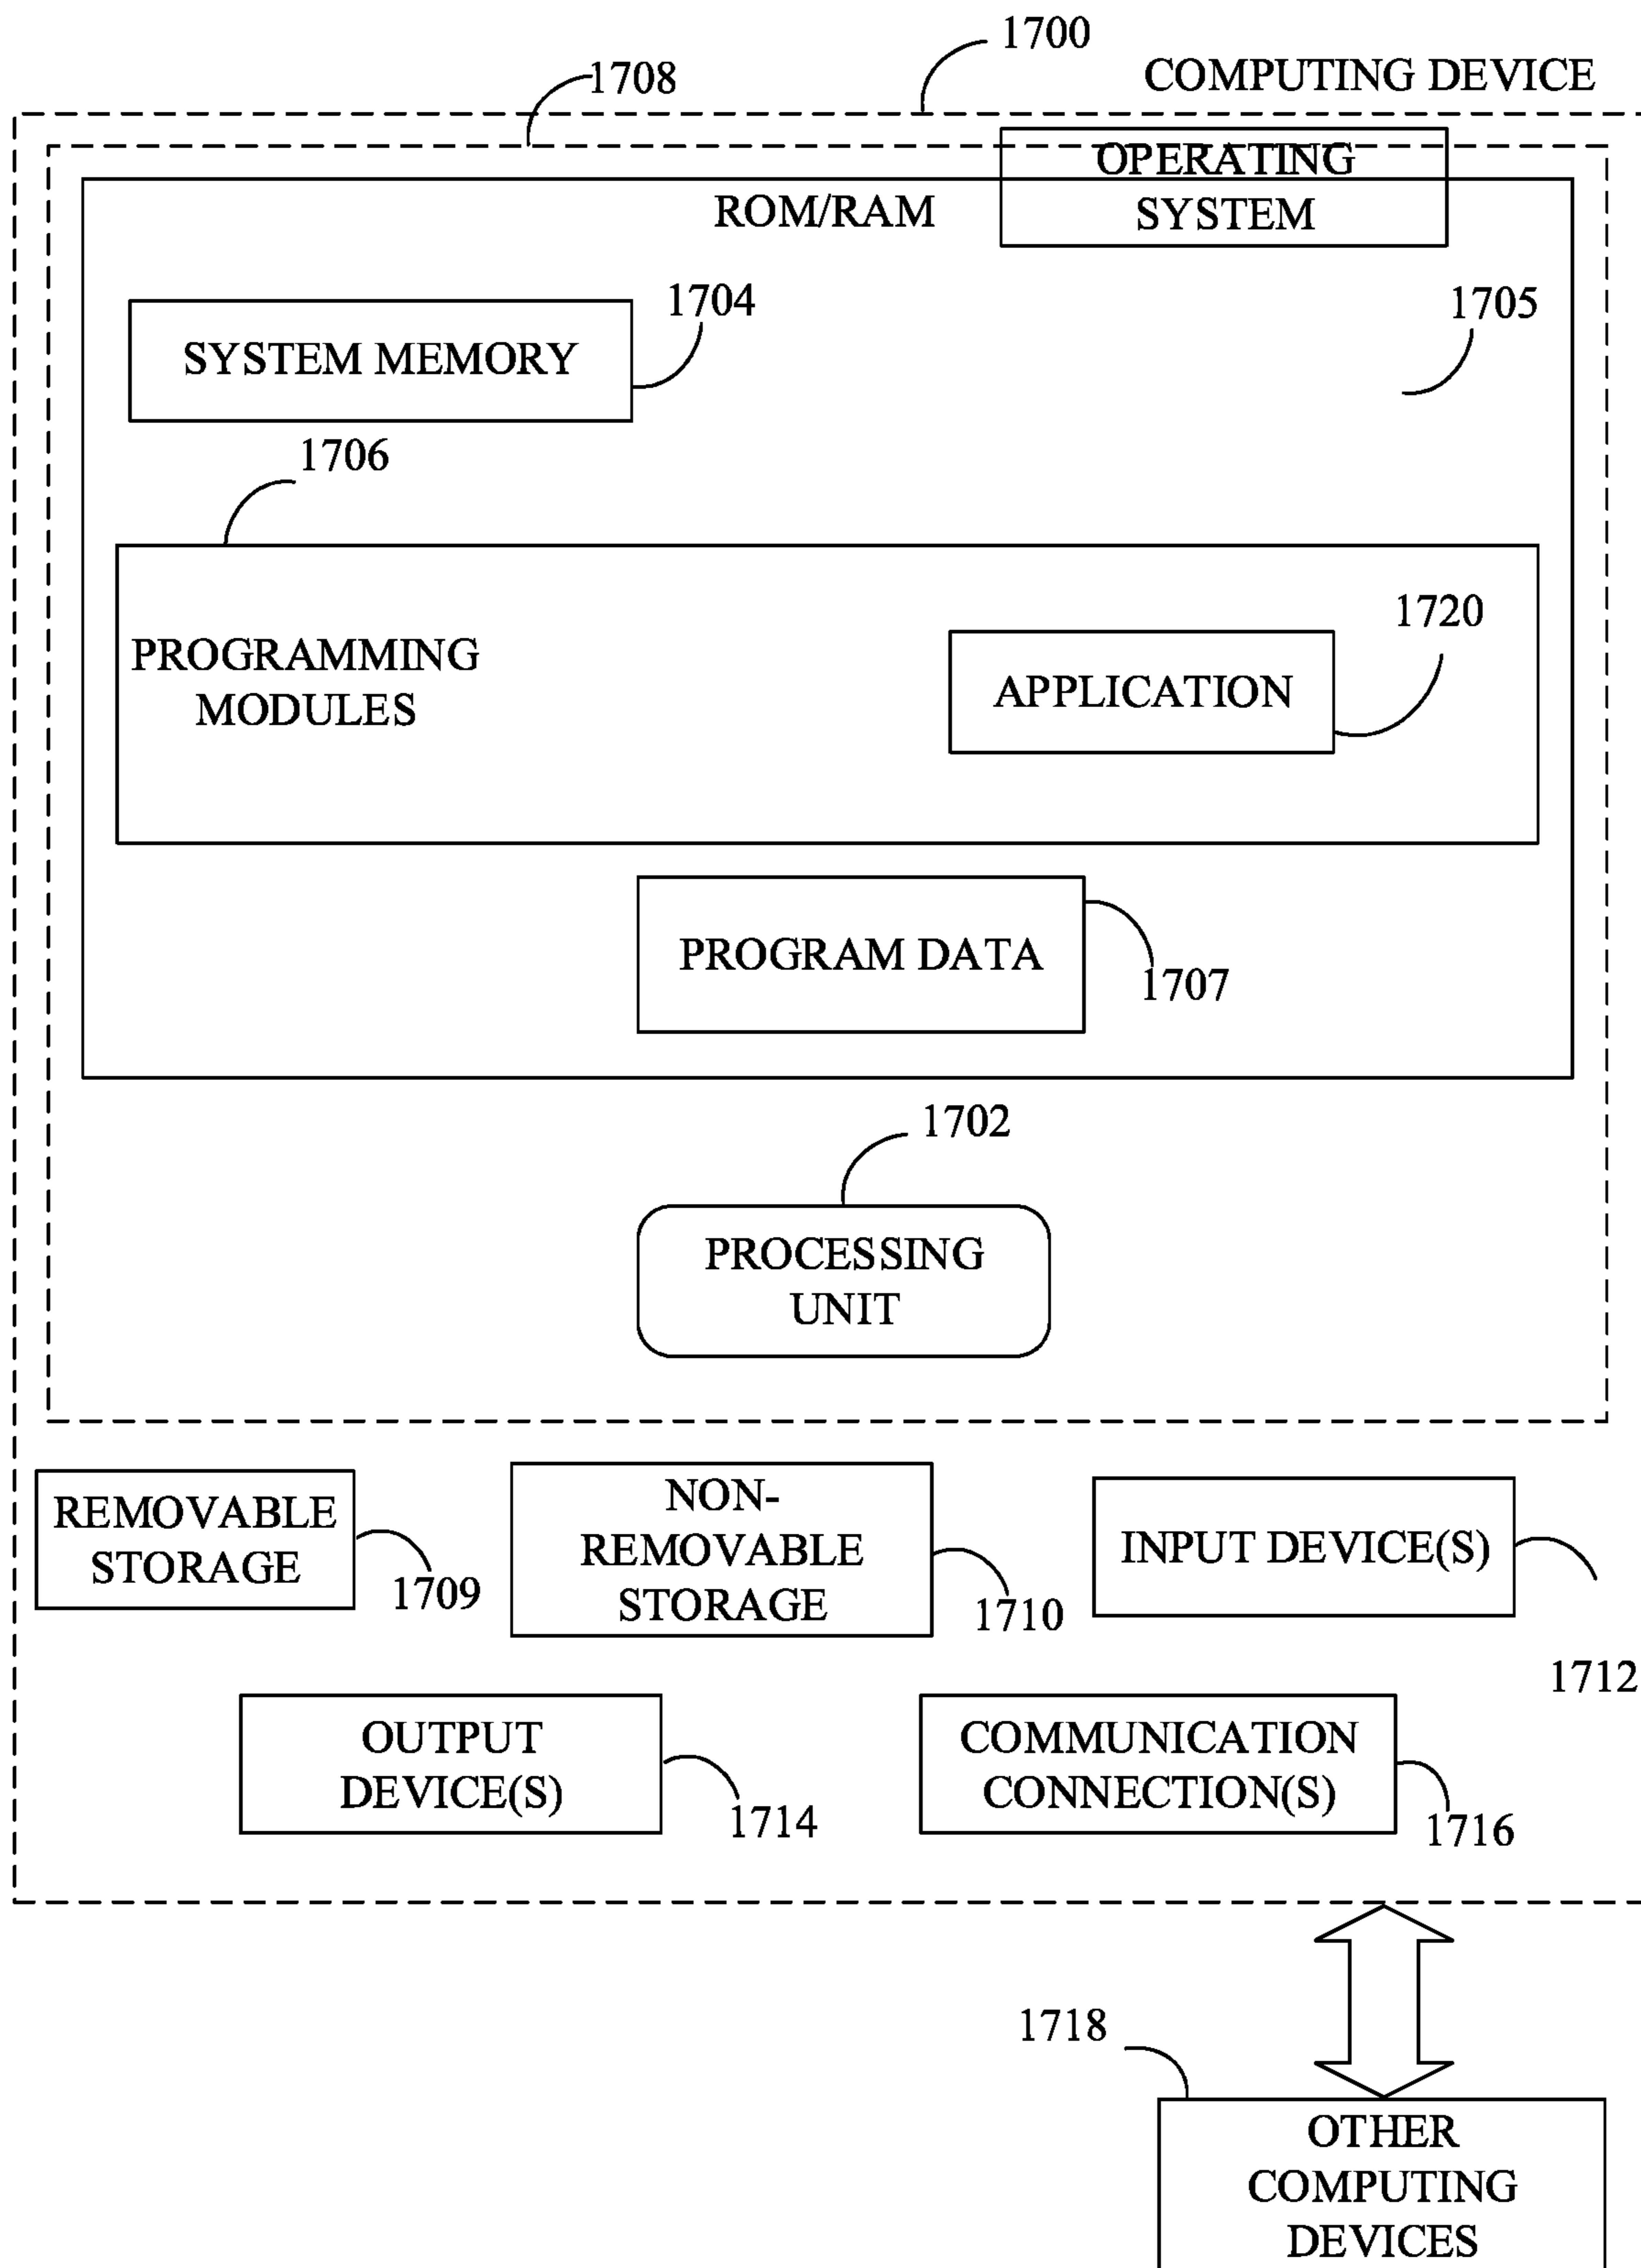 1700
COMPUTING DEVICE
1708
OPERATING
SYSTEM
ROM/RAM
1704
1705
SYSTEM MEMORY
1706
1720
PROGRAMMING
MODULES
APPLICATION
PROGRAM DATA
1707
1702
PROCESSING
UNIT
REMOVABLE
STORAGE
1709
NON-
REMOVABLE
STORAGE
1710
INPUT DEVICE(S)
1712
OUTPUT
DEVICE(S)
1714
COMMUNICATION
CONNECTION(S)
1716
1718
OTHER
COMPUTING
DEVICES